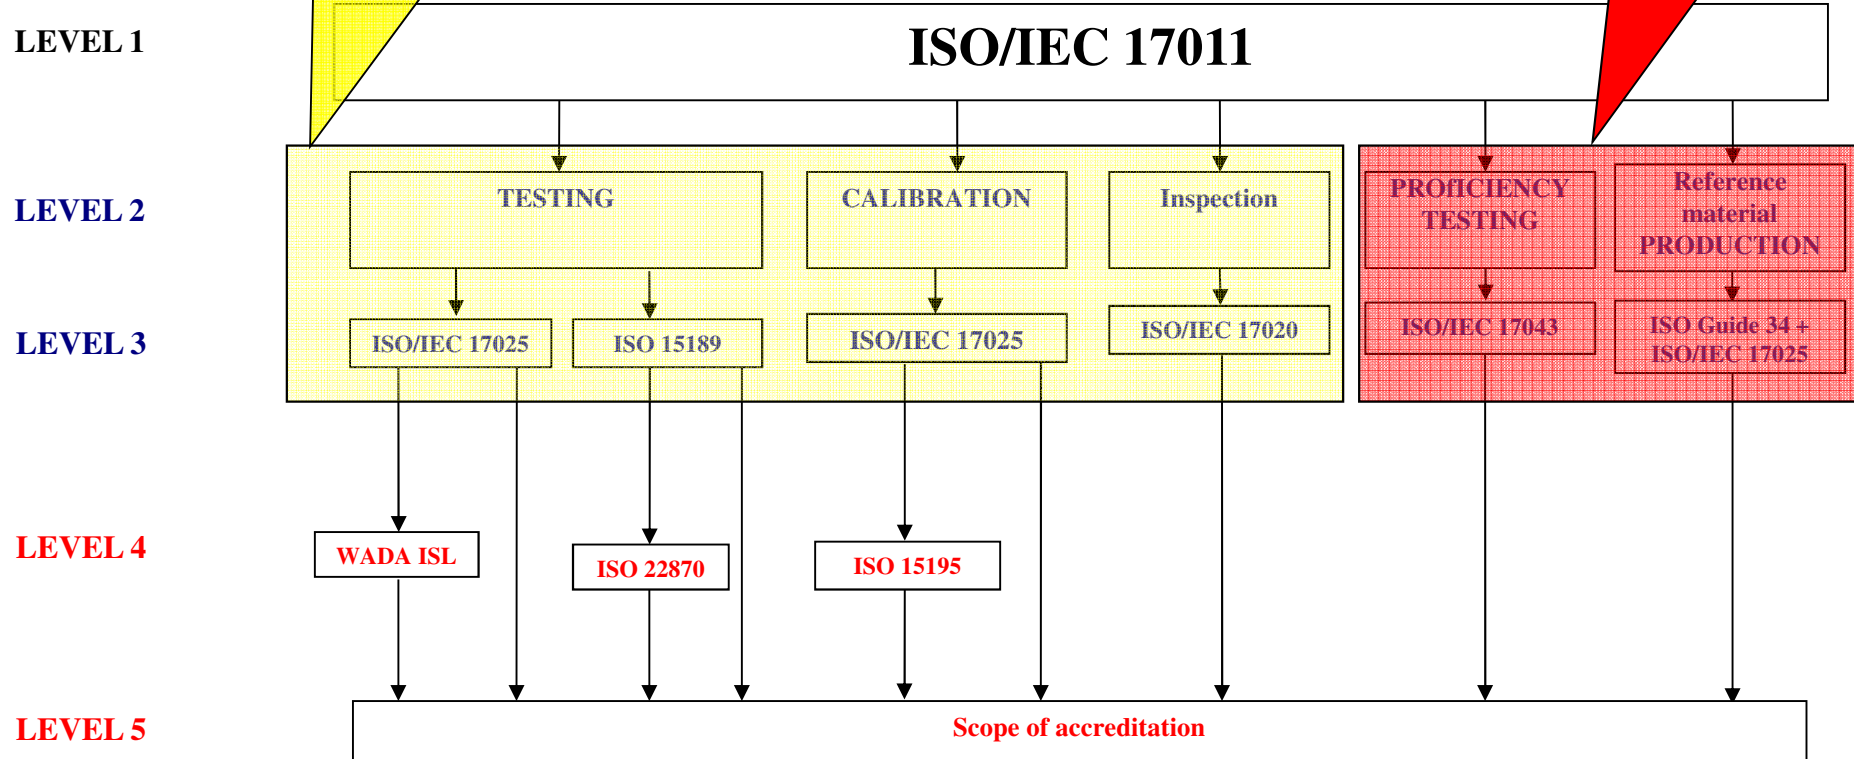 LEVEL 1
ISO/IEC 17011
LEVEL 2
TESTING
CALIBRATION
Inspection
PROfICIENCY
TESTING
Reference
material
PRODUCTION
LEVEL 3
ISO/IEC 17025
ISO 15189
ISO/IEC 17025
ISO/IEC 17020
ISO/IEC 17043
ISO Guide 34 +
ISO/IEC 17025
LEVEL 4
WADA ISL
ISO 22870
ISO 15195
LEVEL 5
Scope of accreditation